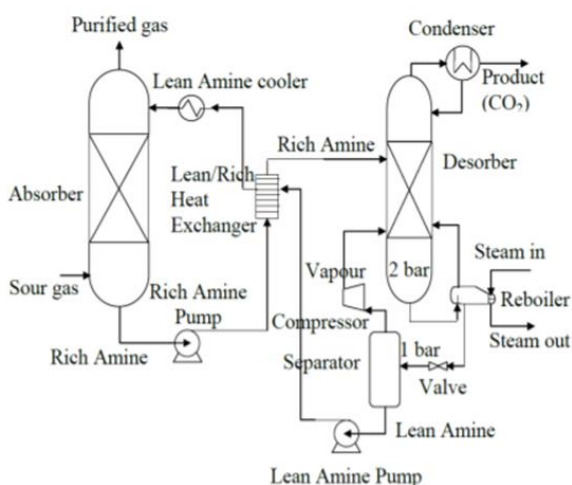 Purified gas
Condenser
Lean Amine cooler
Product
(CO₂)
Rich Amine
Desorber
Lean/Rich
Heat
Exchanger
Absorber
Steam in
Vapour
2 bar
Sour gas
Rich Amine
Pump
Reboiler
Compressor
Steam out
Rich Amine
Separator
1 bar
Valve
Lean Amine
Lean Amine Pump